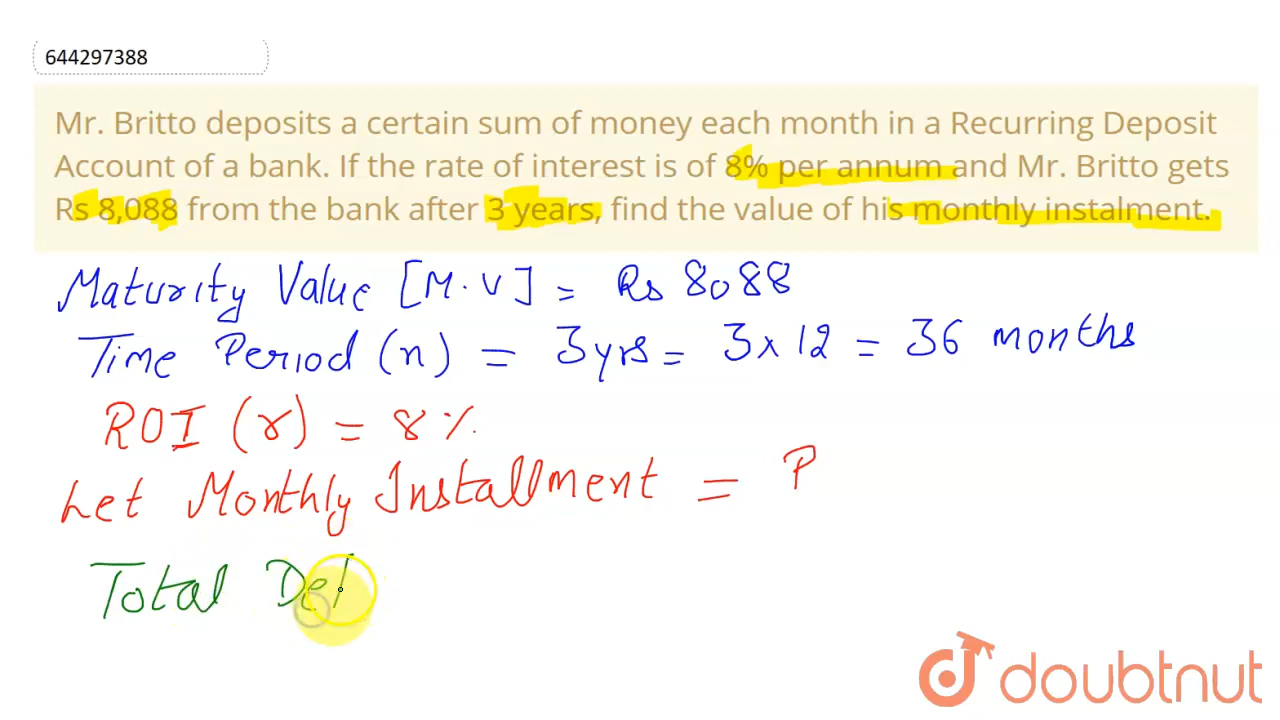 644297388
Mr. Britto deposits a certain sum of money each month in a Recurring Deposit
Account of a bank. If the rate of interest is of 8% per annum and Mr. Britto gets
Rs 8,088 from the bank after 3 years, find the value of his monthly instalment.
Maturity Value [M.V] = Rs 8088
Time Period (n) = 3yrs = 3 x 12 = 36 months
ROI (r) = 8 %
Let Monthly Installment = P
Total
doubtnut